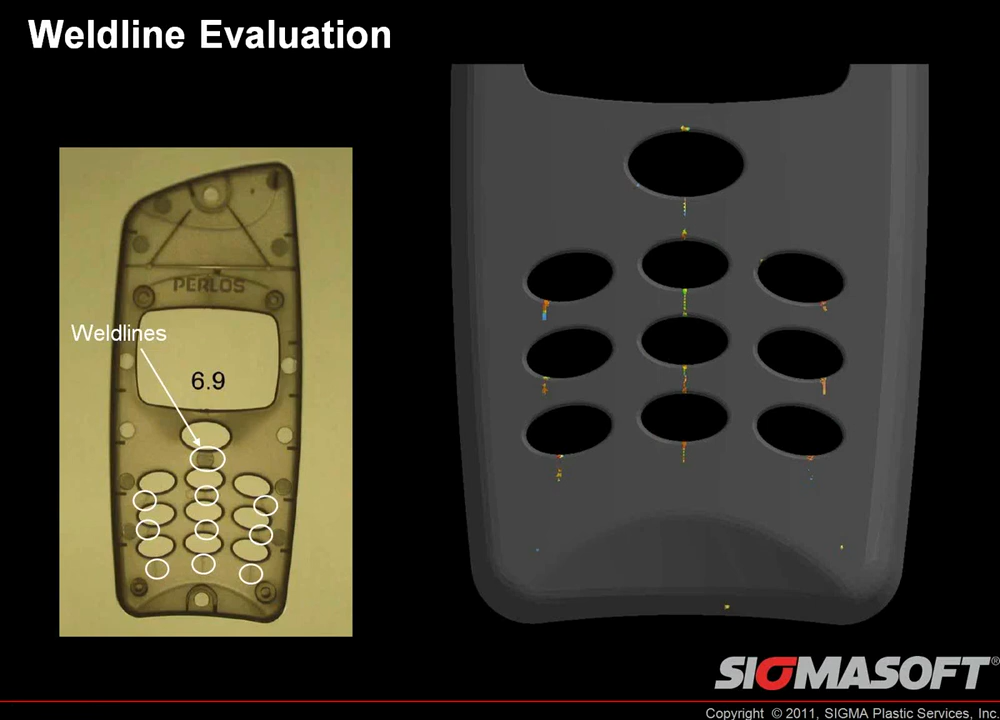 Weldline Evaluation
PERLOS
Weldlines
6.9
SIGMASOFT®
Copyright © 2011, SIGMA Plastic Services, Inc.